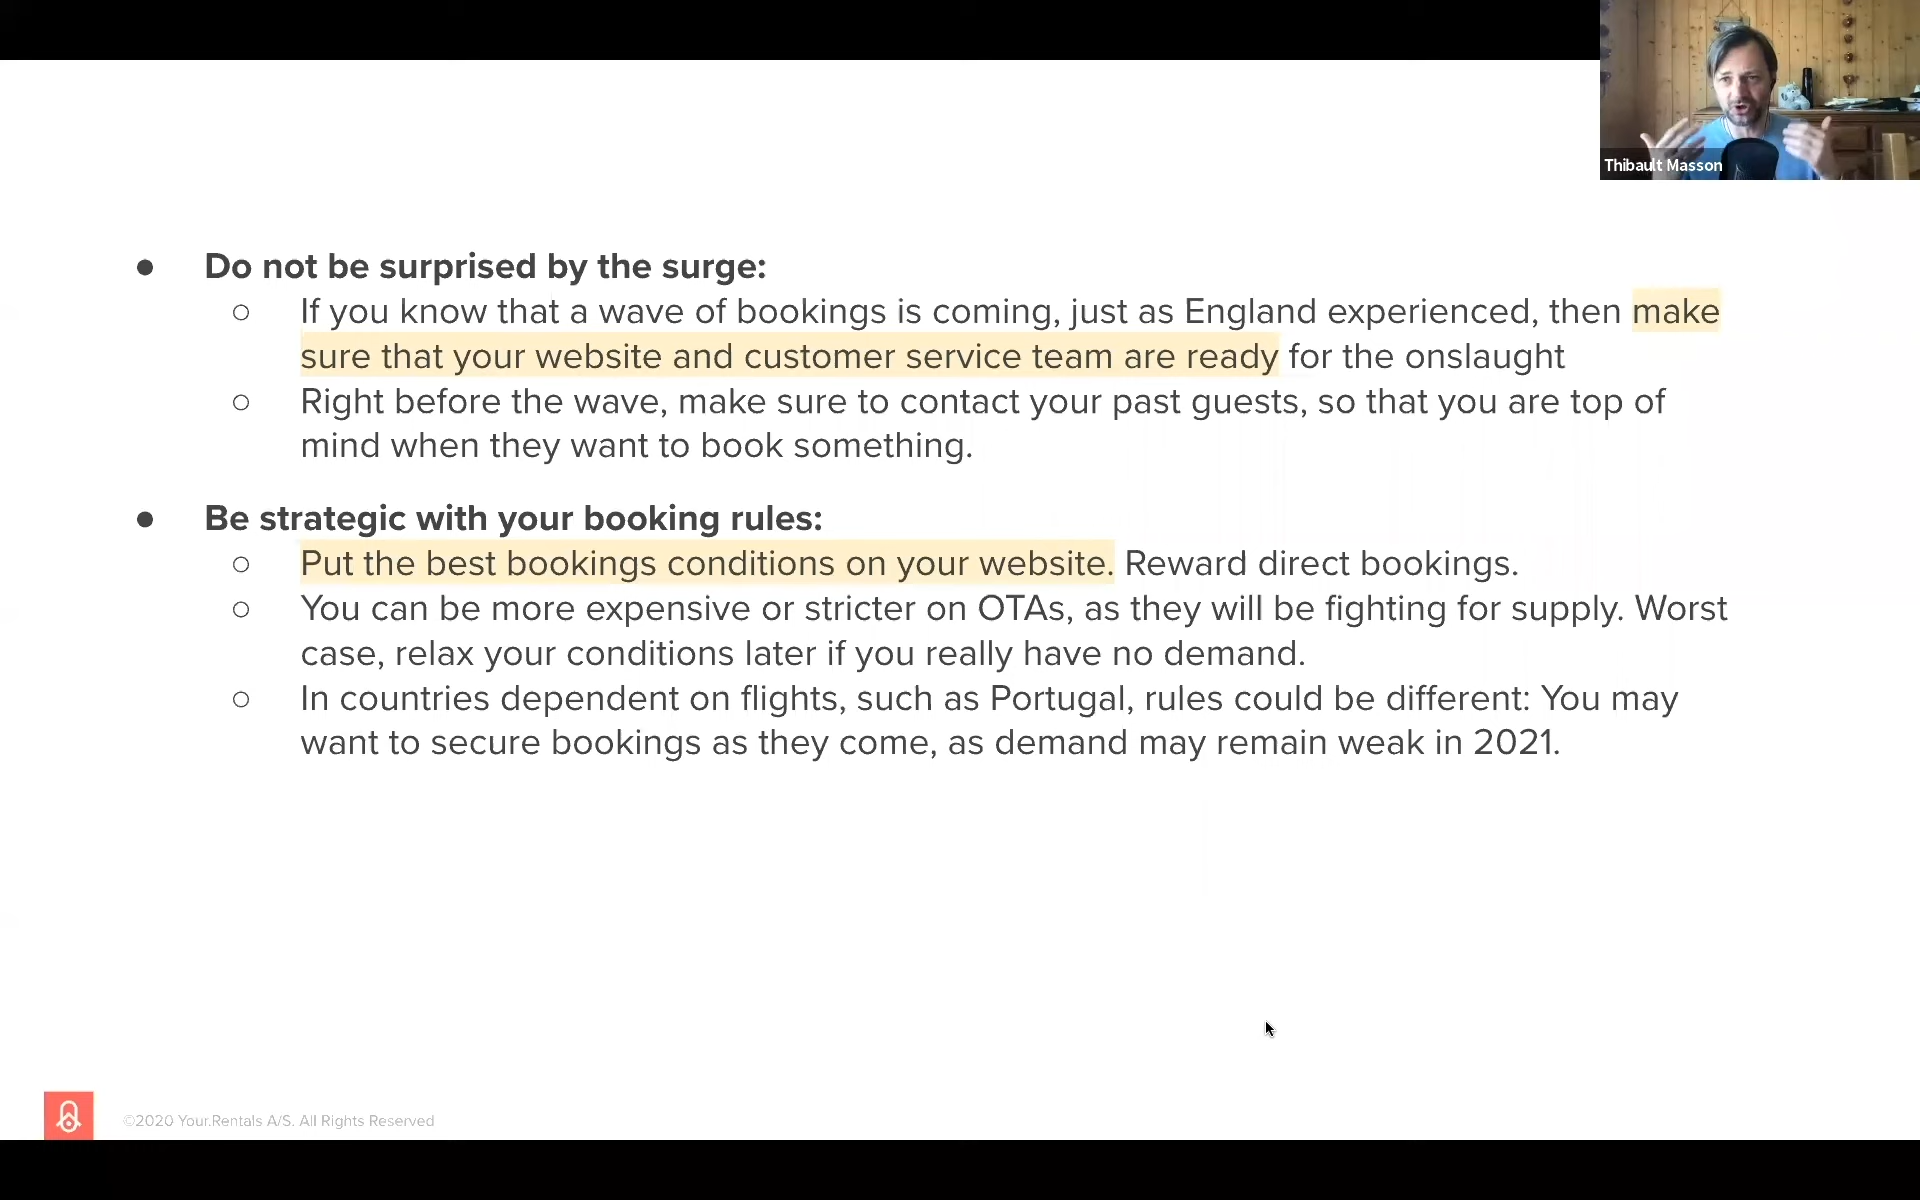 Thibault Masson
● Do not be surprised by the surge:
○ If you know that a wave of bookings is coming, just as England experienced, then make
sure that your website and customer service team are ready for the onslaught
○ Right before the wave, make sure to contact your past guests, so that you are top of
mind when they want to book something.
● Be strategic with your booking rules:
○ Put the best bookings conditions on your website. Reward direct bookings.
○ You can be more expensive or stricter on OTAs, as they will be fighting for supply. Worst
case, relax your conditions later if you really have no demand.
○ In countries dependent on flights, such as Portugal, rules could be different: You may
want to secure bookings as they come, as demand may remain weak in 2021.
©2020 Your.Rentals A/S. All Rights Reserved